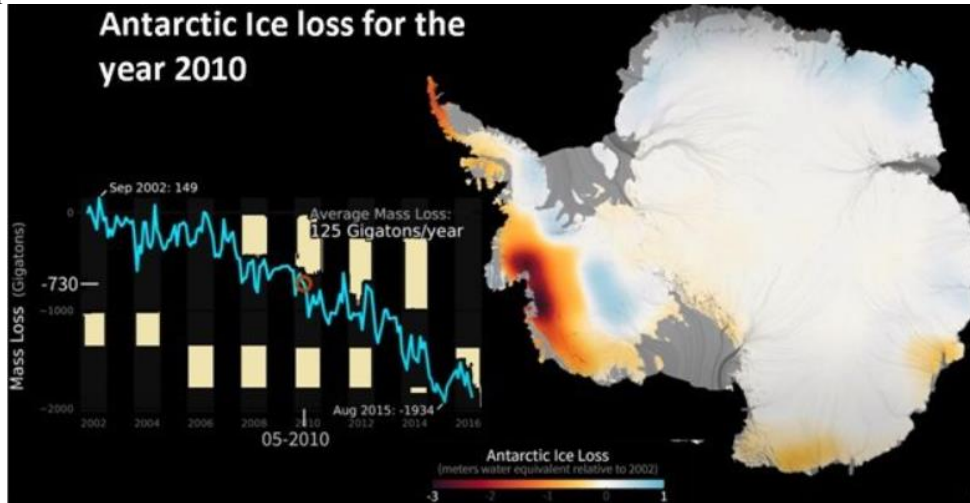 Antarctic Ice loss for the
year 2010
Sep 2002: 149
Average Mass Loss:
125 Gigatons/year
Mass Loss (Gigatons)
0
-730
-1000
-2000
Aug 2015: -1934
2002 2004 2006 2008 2010 2012 2014 2016
05-2010
Antarctic Ice Loss
(meters water equivalent relative to 2002)
-3 -2 -1 0 1